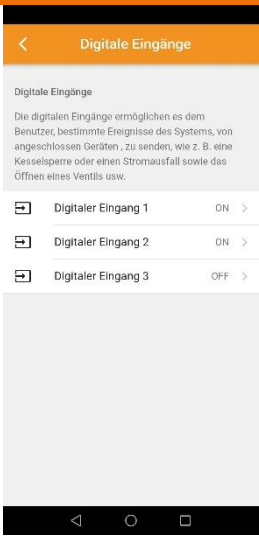 Digitale Eingänge
Digitale Eingänge
Die digitalen Eingänge ermöglichen es dem
Benutzer, bestimmte Ereignisse des Systems, von
angeschlossen Geräten , zu senden, wie z. B. eine
Kesselsperre oder einen Stromausfall sowie das
Öffnen eines Ventils usw.
Digitaler Eingang 1 ON
Digitaler Eingang 2 ON
Digitaler Eingang 3 OFF